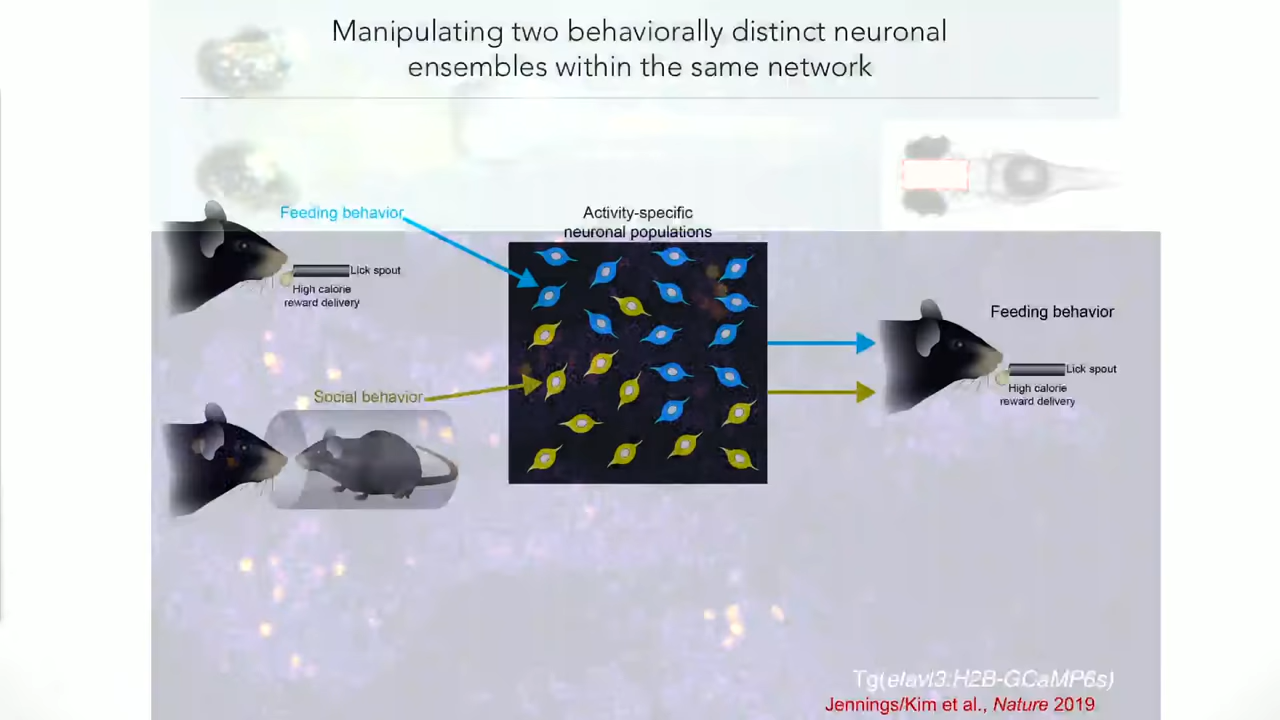 Manipulating two behaviorally distinct neuronal
ensembles within the same network
Feeding behavior
Lick spout
High calorie
reward delivery
Social behavior
Activity-specific
neuronal populations
Feeding behavior
Lick spout
High calorie
reward delivery
Tg(elavl3:H2B-GCaMP6s)
Jennings/Kim et al., Nature 2019